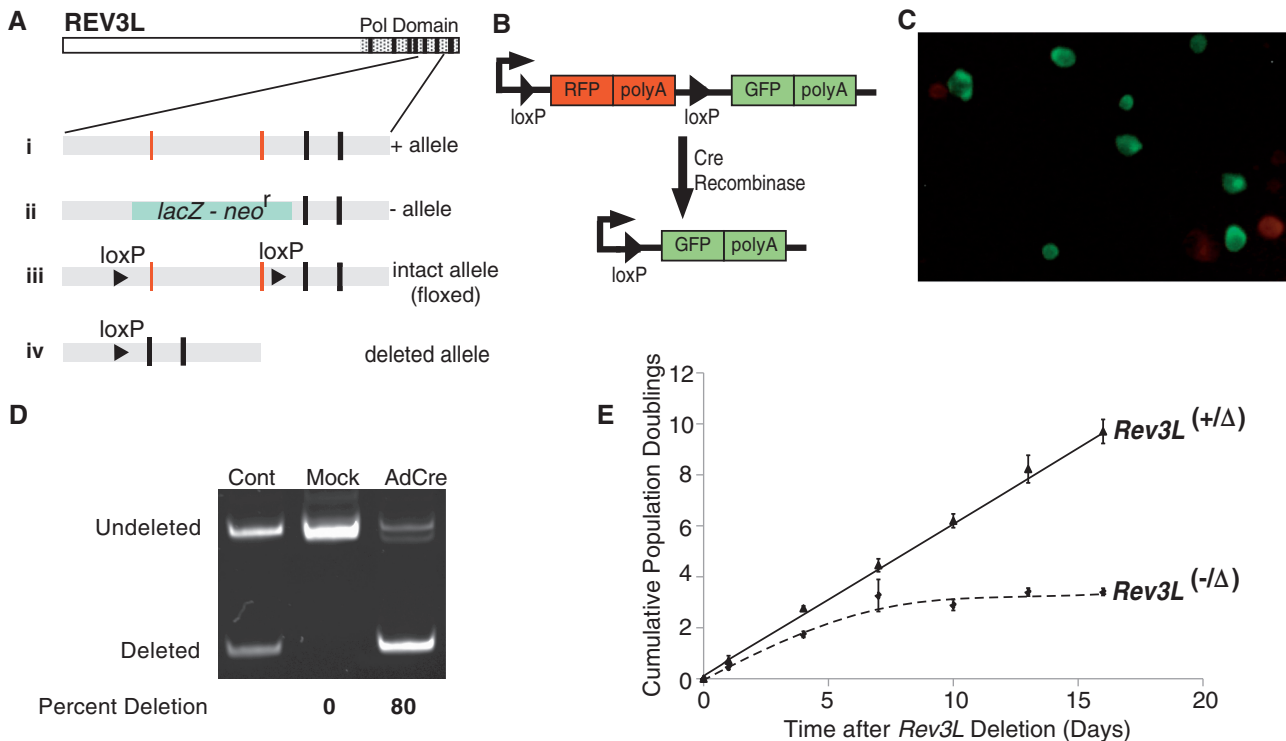 A
REV3L
Pol Domain
i
+ allele
ii
lacZ - neo^r
- allele
iii
loxP
loxP
intact allele
(floxed)
iv
loxP
deleted allele
B
RFP
polyA
GFP
polyA
loxP
loxP
Cre
Recombinase
GFP
polyA
loxP
C
D
Cont
Mock
AdCre
Undeleted
Deleted
Percent Deletion
0
80
E
Cumulative Population Doublings
12
10
8
6
4
2
0
0
5
10
15
20
Rev3L (+/Δ)
Rev3L (-/Δ)
Time after Rev3L Deletion (Days)